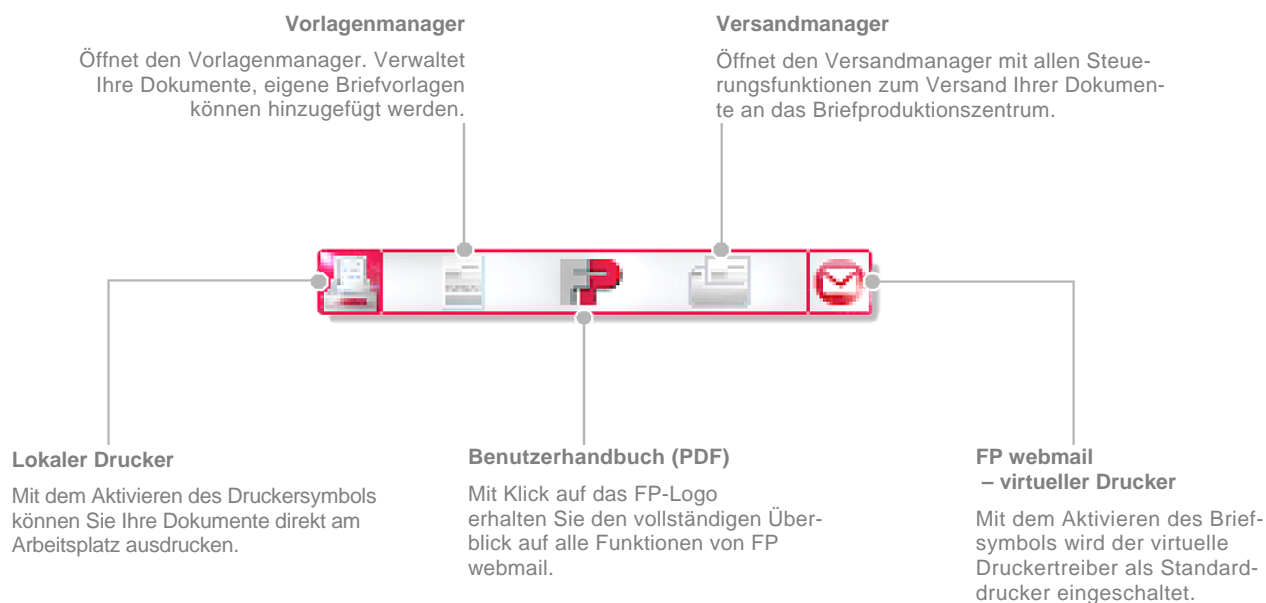 Vorlagenmanager
Öffnet den Vorlagenmanager. Verwaltet
Ihre Dokumente, eigene Briefvorlagen
können hinzugefügt werden.
Versandmanager
Öffnet den Versandmanager mit allen Steue-
rungsfunktionen zum Versand Ihrer Dokumen-
te an das Briefproduktionszentrum.
FP
Lokaler Drucker
Mit dem Aktivieren des Druckersymbols
können Sie Ihre Dokumente direkt am
Arbeitsplatz ausdrucken.
Benutzerhandbuch (PDF)
Mit Klick auf das FP-Logo
erhalten Sie den vollständigen Über-
blick auf alle Funktionen von FP
webmail.
FP webmail
– virtueller Drucker
Mit dem Aktivieren des Brief-
symbols wird der virtuelle
Druckertreiber als Standard-
drucker eingeschaltet.